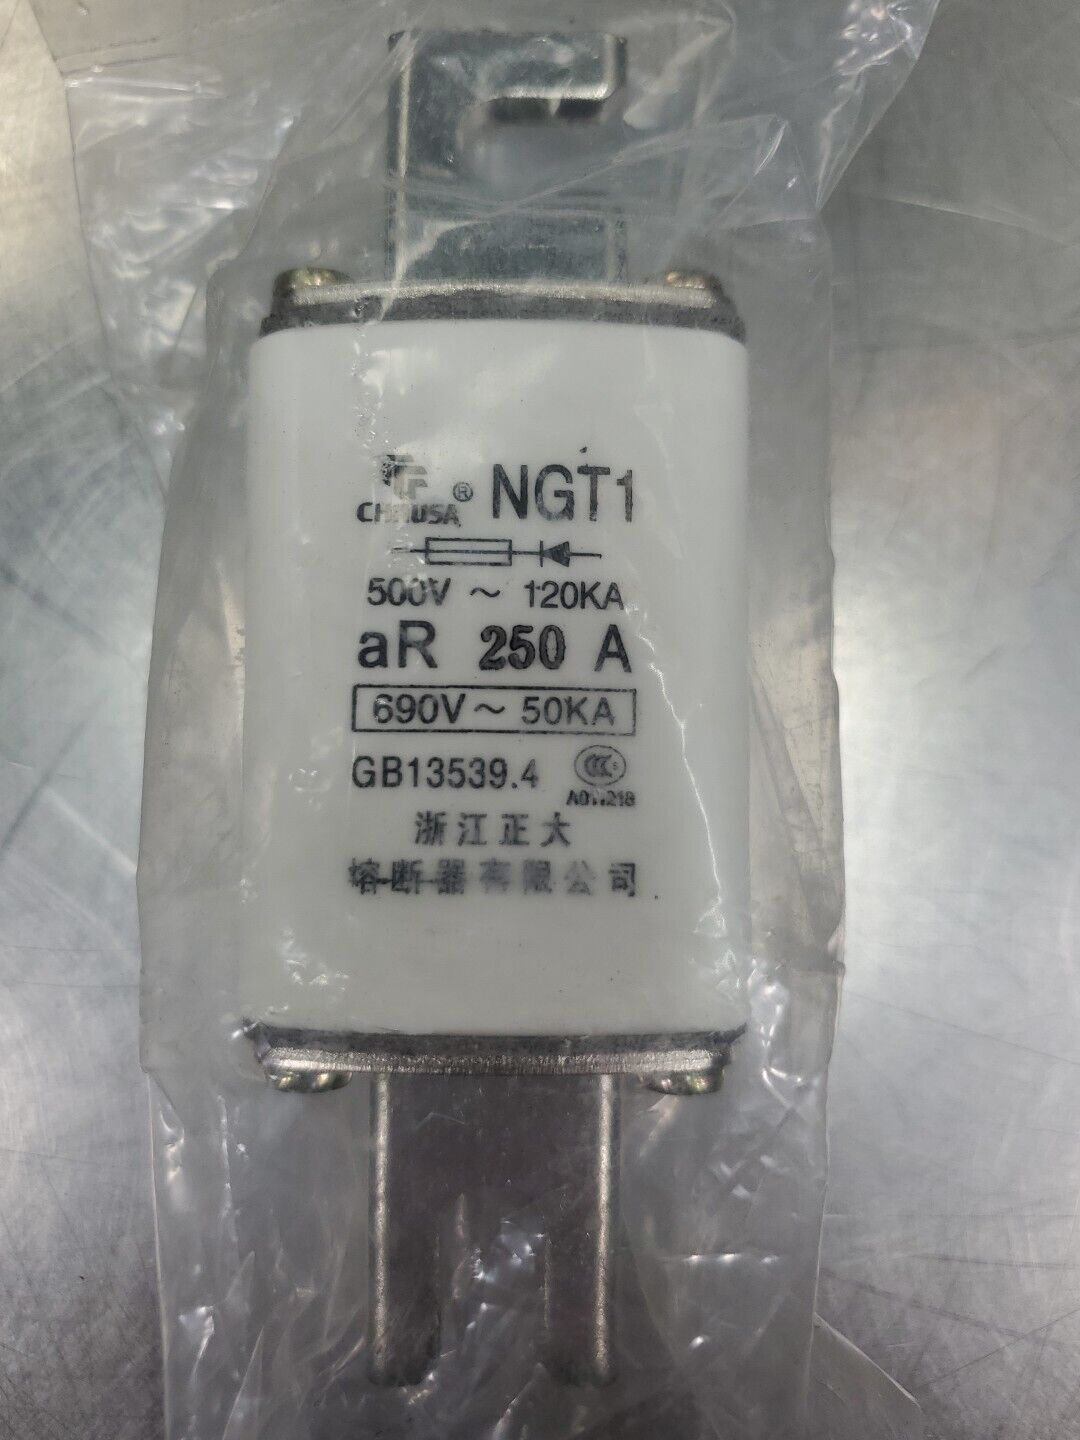 ® NGT1
500V ~ 120KA
aR 250 A
690V ~ 50KA
GB13539.4
浙江正大
熔断器有限公司